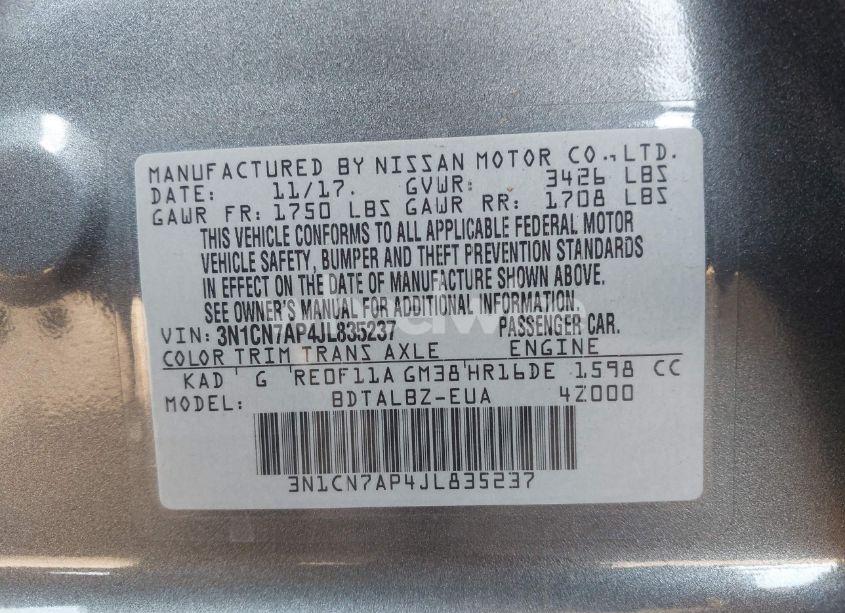 MANUFACTURED BY NISSAN MOTOR CO., LTD.
DATE: 11/17. GVWR: 3426 LBS
GAWR FR: 1750 LBS GAWR RR: 1708 LBS
THIS VEHICLE CONFORMS TO ALL APPLICABLE FEDERAL MOTOR
VEHICLE SAFETY, BUMPER AND THEFT PREVENTION STANDARDS
IN EFFECT ON THE DATE OF MANUFACTURE SHOWN ABOVE.
SEE OWNER'S MANUAL FOR ADDITIONAL INFORMATION.
VIN: 3N1CN7AP4JL835237 PASSENGER CAR.
COLOR TRIM TRANS AXLE ENGINE
KAD G RE0F11A GM38 HR16DE 1598 CC
MODEL: BDTALBZ-EUA 4Z000
3N1CN7AP4JL835237